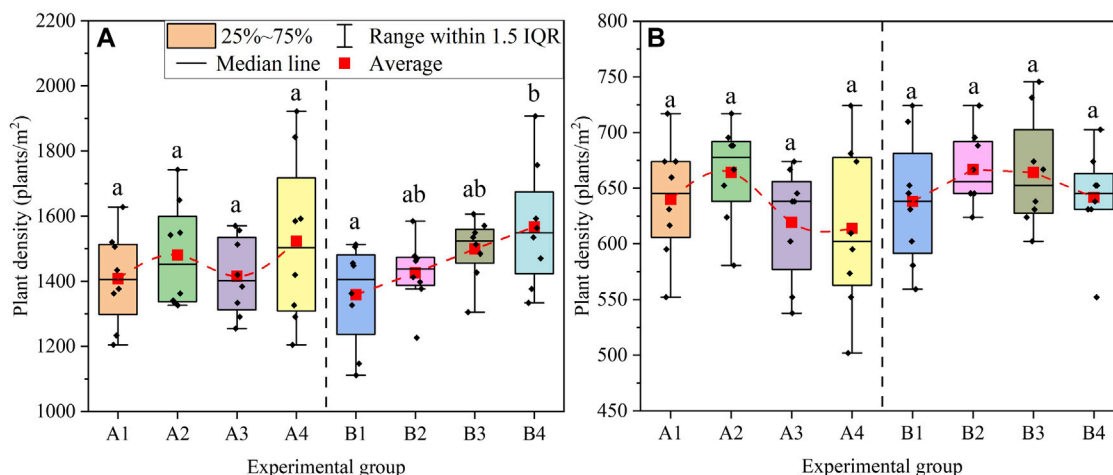 A
25%~75%
Range within 1.5 IQR
Median line
Average
Plant density (plants/m²)
2200
2000
1800
1600
1400
1200
1000
a
a
a
a
a
ab
ab
b
A1
A2
A3
A4
B1
B2
B3
B4
Experimental group
B
Plant density (plants/m²)
800
750
700
650
600
550
500
450
a
a
a
a
a
a
a
a
A1
A2
A3
A4
B1
B2
B3
B4
Experimental group